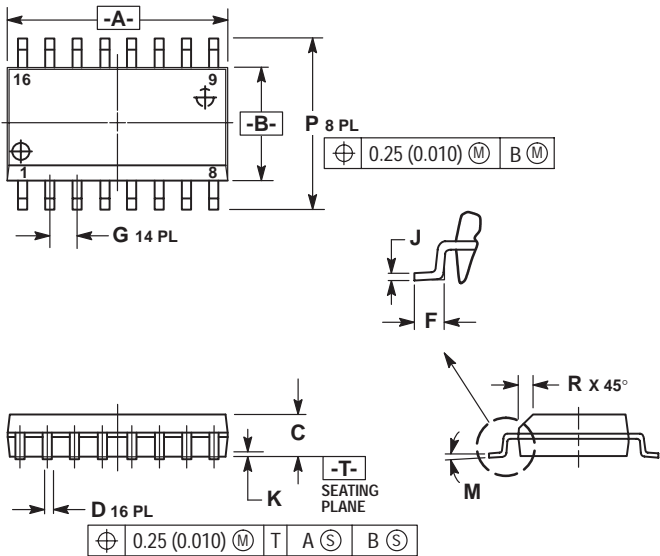 -A-
16 9
-B-
P 8 PL
⌖ 0.25 (0.010) Ⓜ B Ⓜ
1 8
G 14 PL
J
F
R X 45°
C
-T-
SEATING
PLANE
K
M
D 16 PL
⌖ 0.25 (0.010) Ⓜ T A Ⓢ B Ⓢ